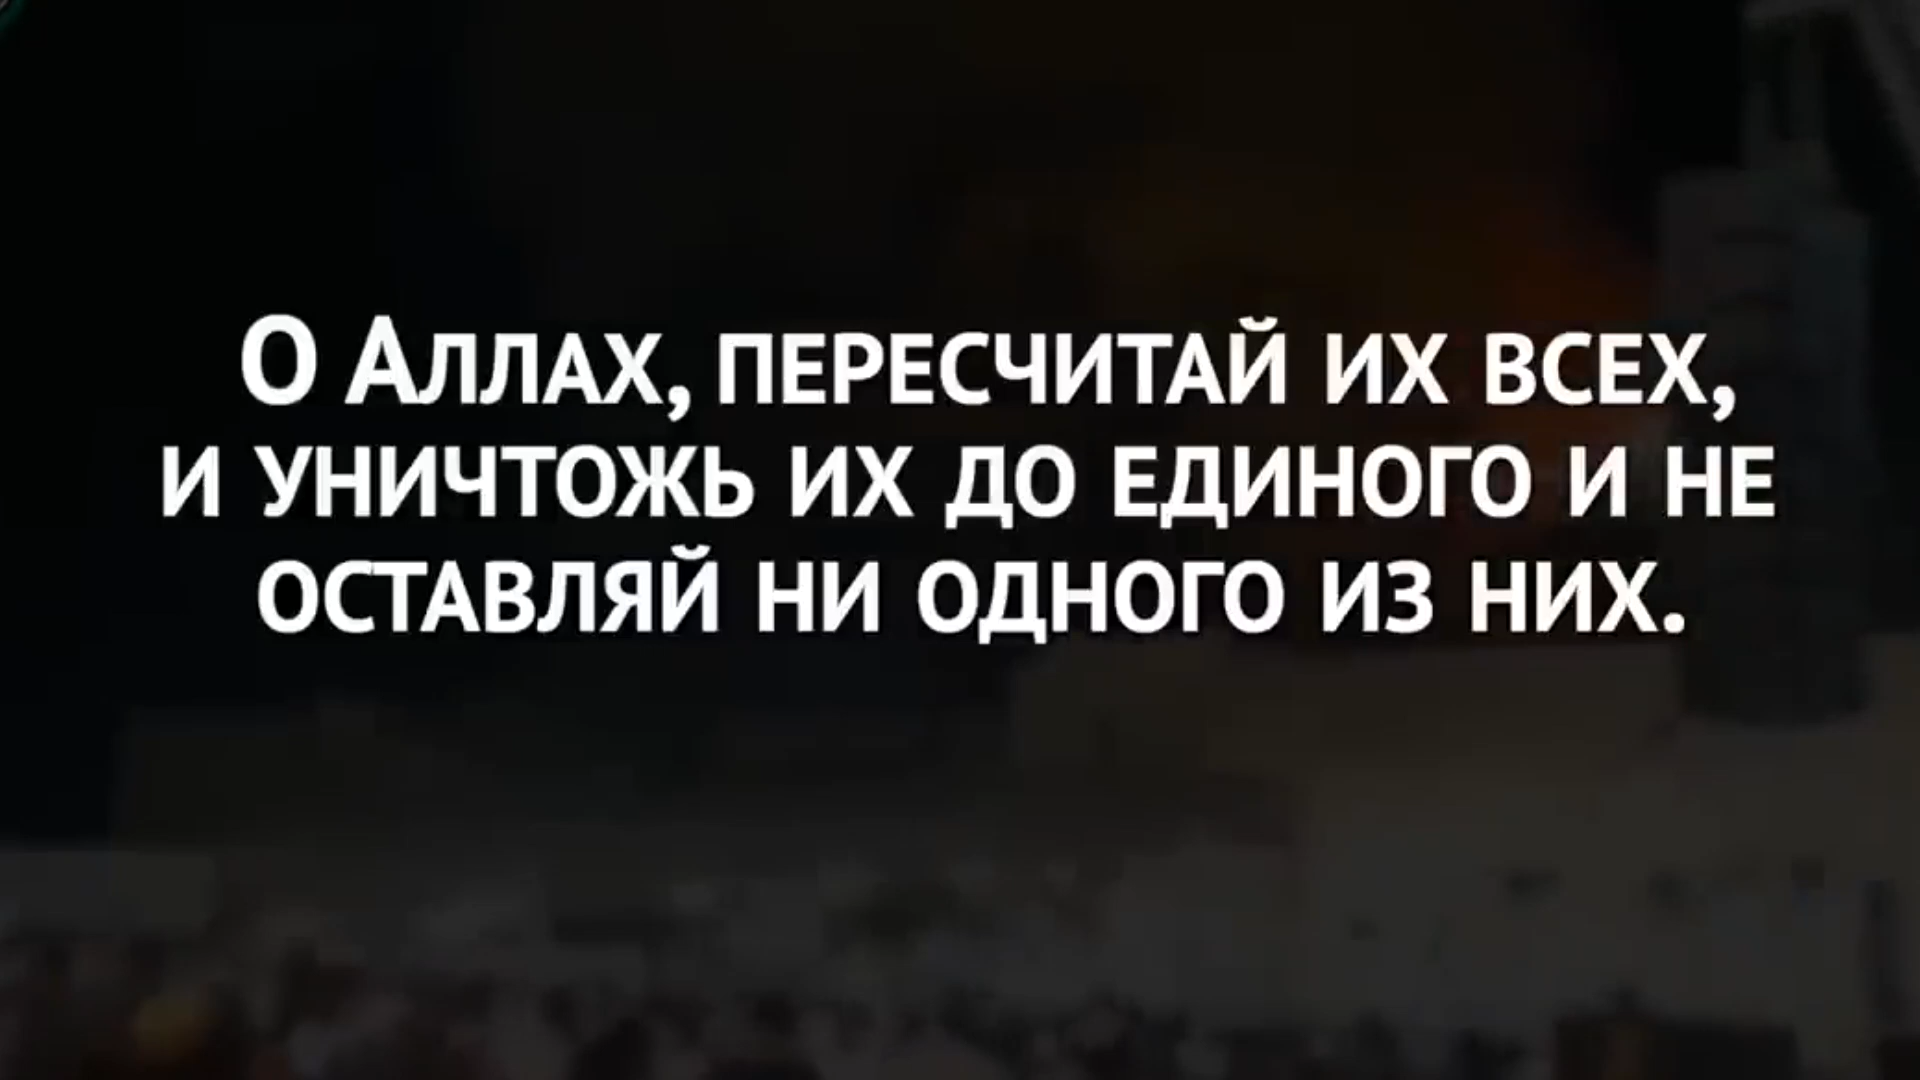 О Аллах, пересчитай их всех,
и уничтожь их до единого и не
оставляй ни одного из них.